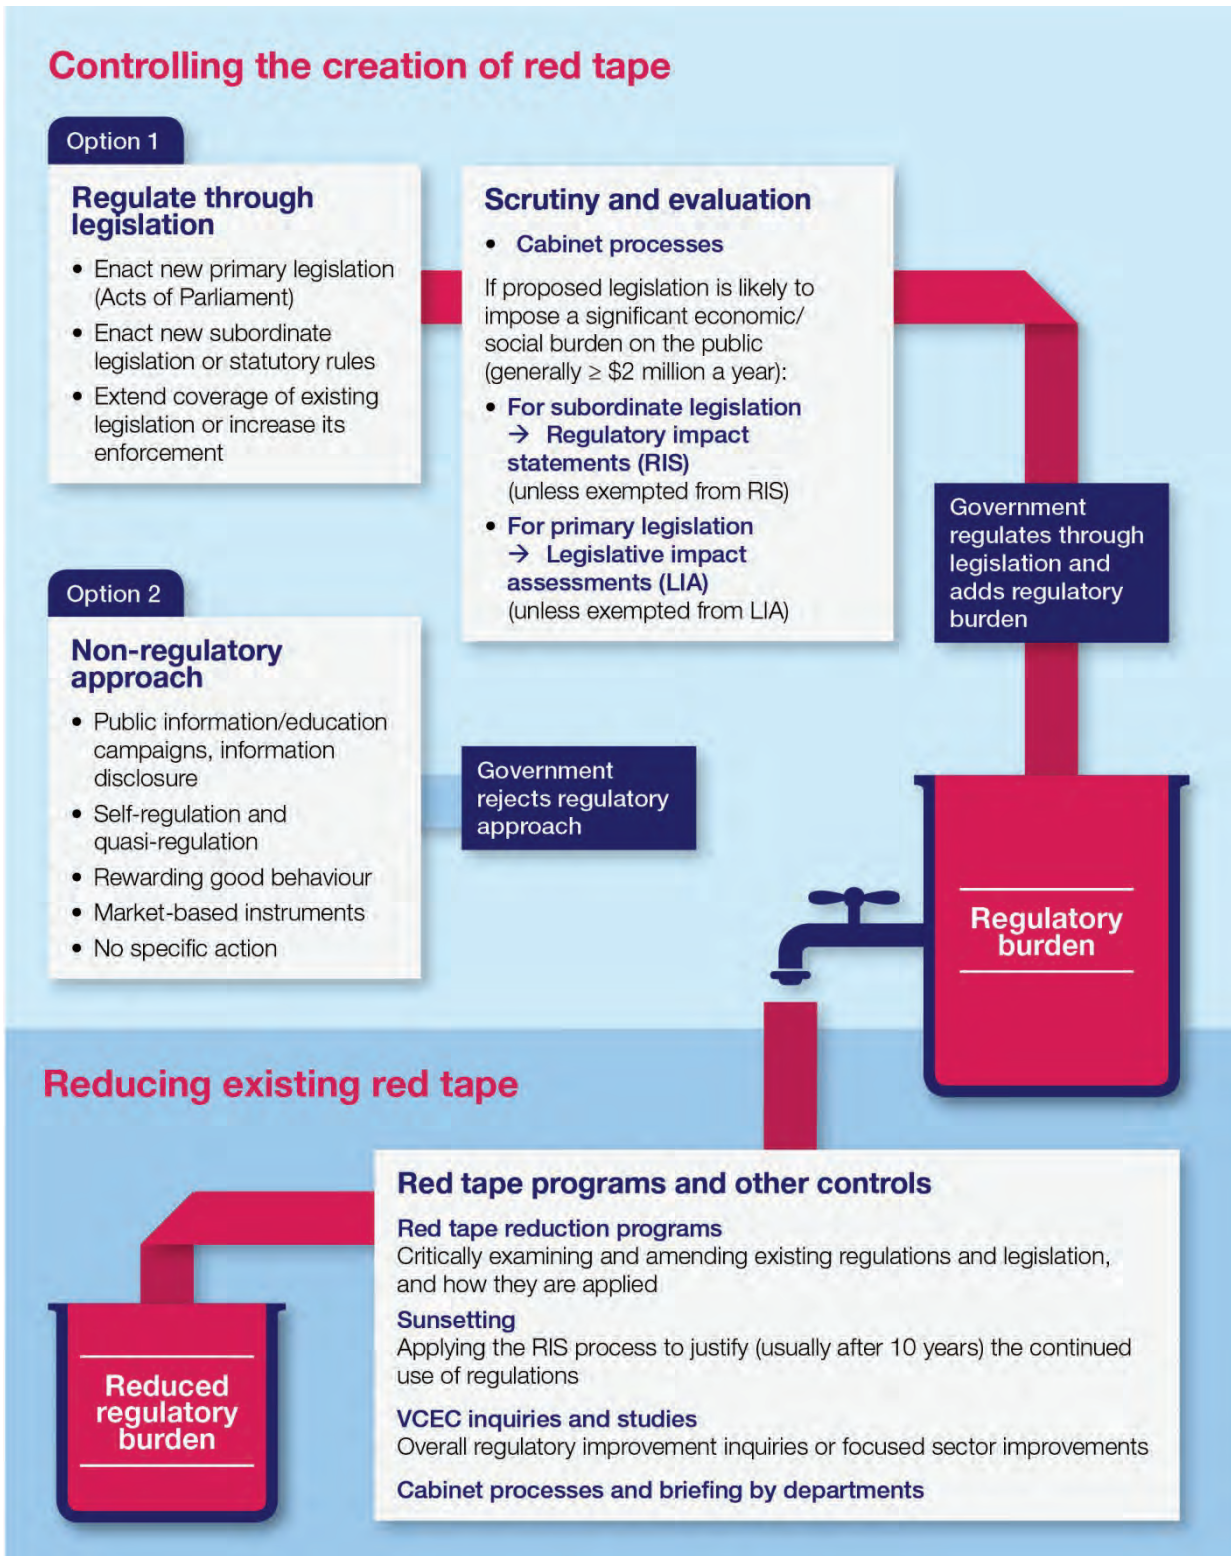 Controlling the creation of red tape
Option 1
Regulate through
legislation
• Enact new primary legislation
(Acts of Parliament)
• Enact new subordinate
legislation or statutory rules
• Extend coverage of existing
legislation or increase its
enforcement
Scrutiny and evaluation
• Cabinet processes
If proposed legislation is likely to
impose a significant economic/
social burden on the public
(generally ≥ $2 million a year):
• For subordinate legislation
→ Regulatory impact
statements (RIS)
(unless exempted from RIS)
• For primary legislation
→ Legislative impact
assessments (LIA)
(unless exempted from LIA)
Government
regulates through
legislation and
adds regulatory
burden
Option 2
Non-regulatory
approach
• Public information/education
campaigns, information
disclosure
• Self-regulation and
quasi-regulation
• Rewarding good behaviour
• Market-based instruments
• No specific action
Government
rejects regulatory
approach
Regulatory
burden
Reducing existing red tape
Red tape programs and other controls
Red tape reduction programs
Critically examining and amending existing regulations and legislation,
and how they are applied
Sunsetting
Applying the RIS process to justify (usually after 10 years) the continued
use of regulations
VCEC inquiries and studies
Overall regulatory improvement inquiries or focused sector improvements
Cabinet processes and briefing by departments
Reduced
regulatory
burden